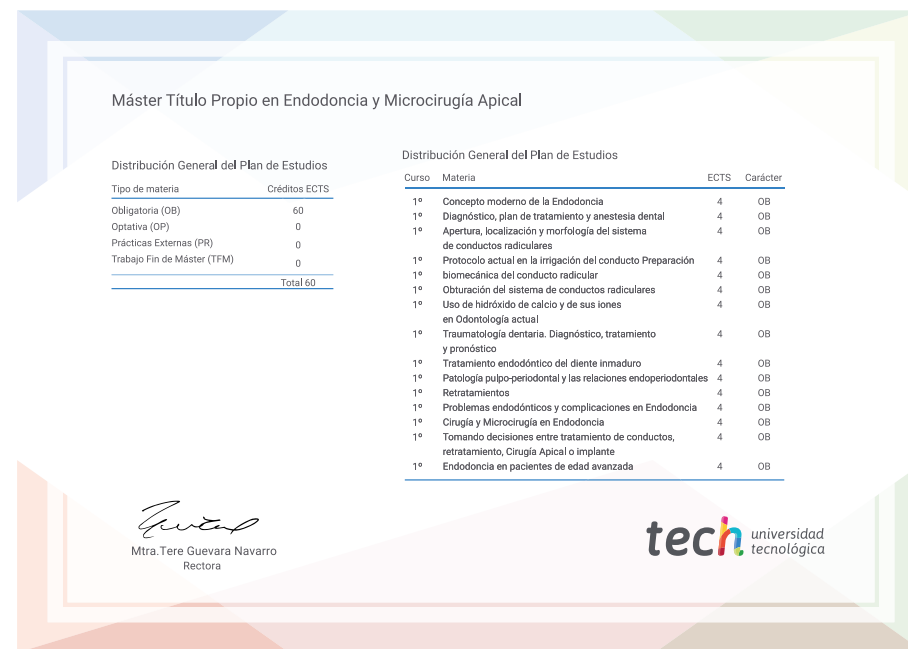 Máster Título Propio en Endodoncia y Microcirugía Apical
Distribución General del Plan de Estudios
Tipo de materia Créditos ECTS
Obligatoria (OB) 60
Optativa (OP) 0
Prácticas Externas (PR) 0
Trabajo Fin de Máster (TFM) 0
Total 60
Distribución General del Plan de Estudios
Curso Materia ECTS Carácter
1º Concepto moderno de la Endodoncia 4 OB
1º Diagnóstico, plan de tratamiento y anestesia dental 4 OB
1º Apertura, localización y morfología del sistema 4 OB
de conductos radiculares
1º Protocolo actual en la irrigación del conducto Preparación 4 OB
1º biomecánica del conducto radicular 4 OB
1º Obturación del sistema de conductos radiculares 4 OB
1º Uso de hidróxido de calcio y de sus iones 4 OB
en Odontología actual
1º Traumatología dentaria. Diagnóstico, tratamiento 4 OB
y pronóstico
1º Tratamiento endodóntico del diente inmaduro 4 OB
1º Patología pulpo-periodontal y las relaciones endoperiodontales 4 OB
1º Retratamientos 4 OB
1º Problemas endodónticos y complicaciones en Endodoncia 4 OB
1º Cirugía y Microcirugía en Endodoncia 4 OB
1º Tomando decisiones entre tratamiento de conductos, 4 OB
retratamiento, Cirugía Apical o implante
1º Endodoncia en pacientes de edad avanzada 4 OB
Mtra.Tere Guevara Navarro
Rectora
tech universidad
tecnológica